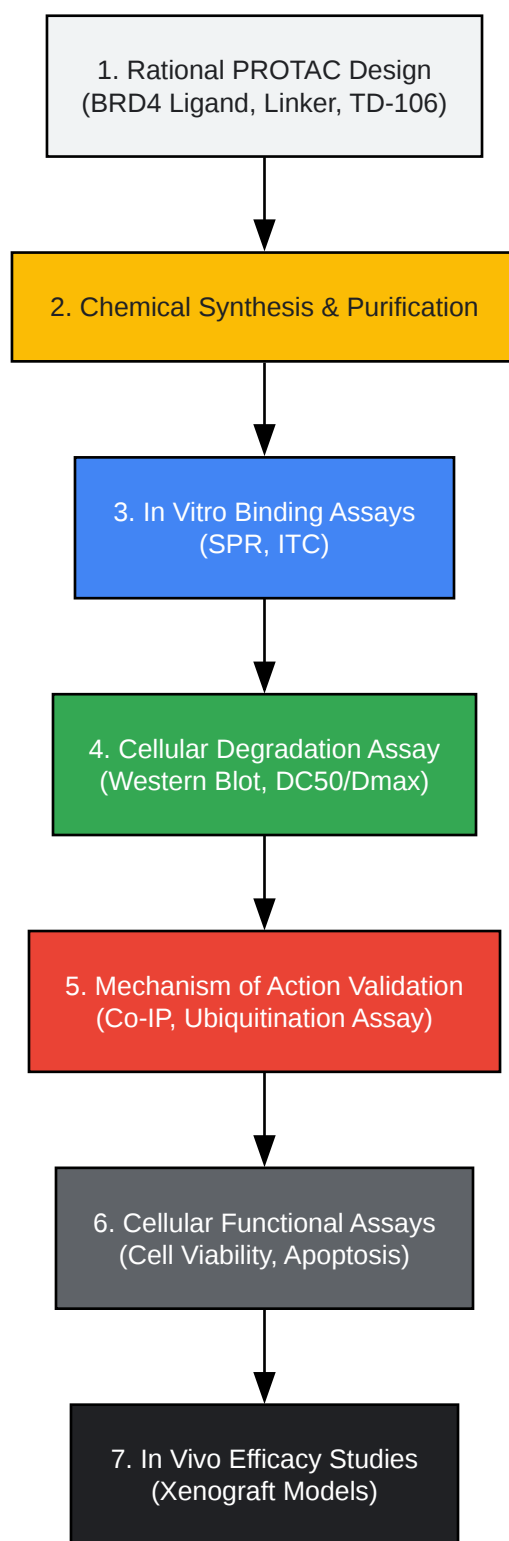 1. Rational PROTAC Design
(BRD4 Ligand, Linker, TD-106)
2. Chemical Synthesis & Purification
3. In Vitro Binding Assays
(SPR, ITC)
4. Cellular Degradation Assay
(Western Blot, DC50/Dmax)
5. Mechanism of Action Validation
(Co-IP, Ubiquitination Assay)
6. Cellular Functional Assays
(Cell Viability, Apoptosis)
7. In Vivo Efficacy Studies
(Xenograft Models)